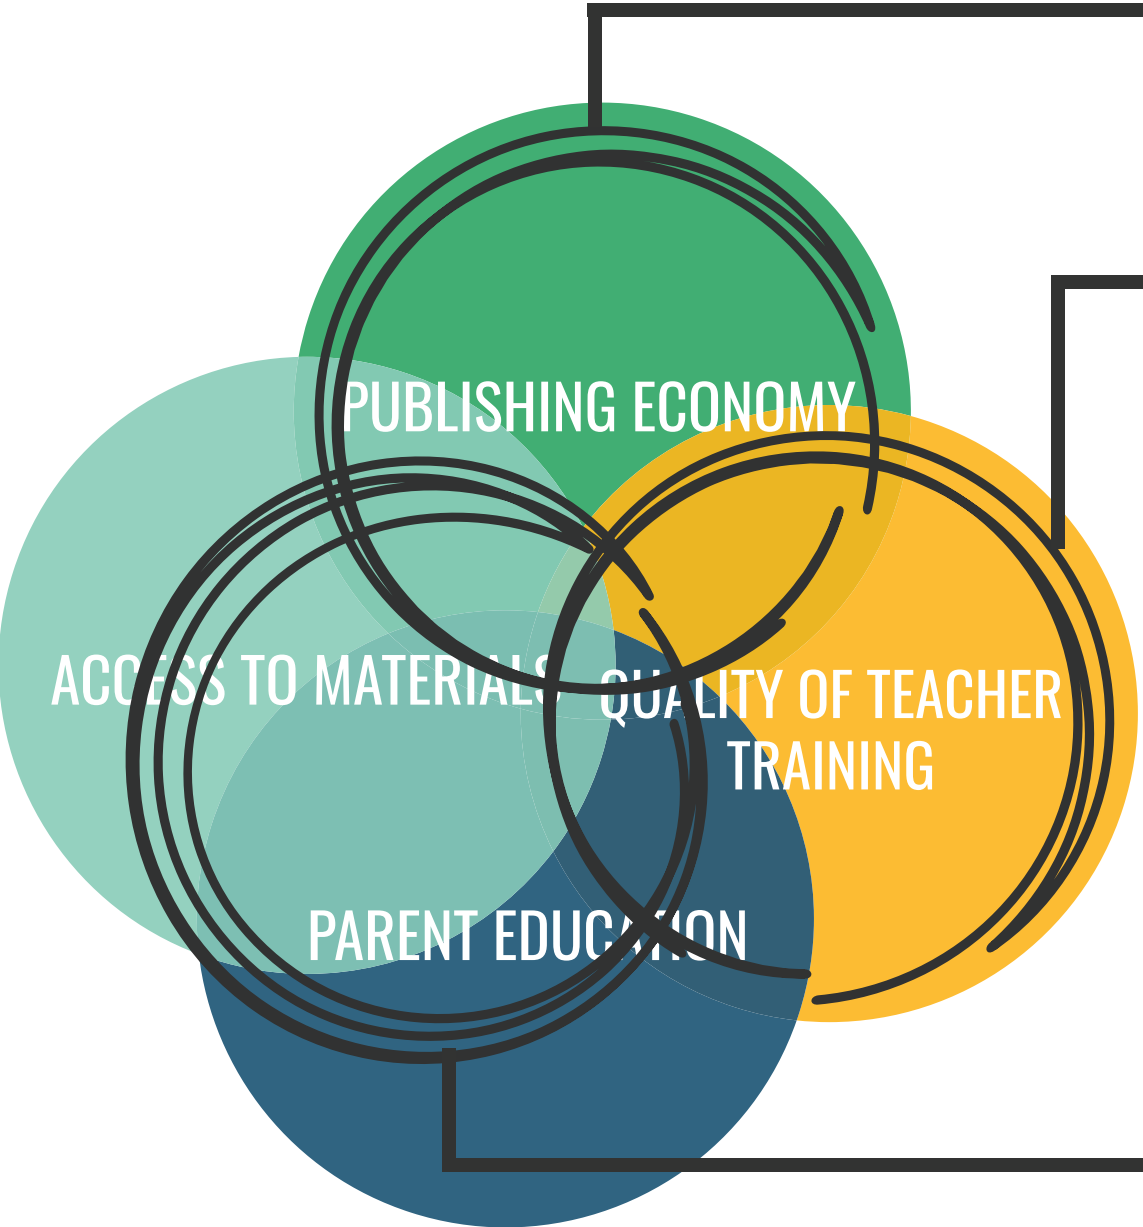 PUBLISHING ECONOMY
ACCESS TO MATERIALS
QUALITY OF TEACHER
TRAINING
PARENT EDUCATION